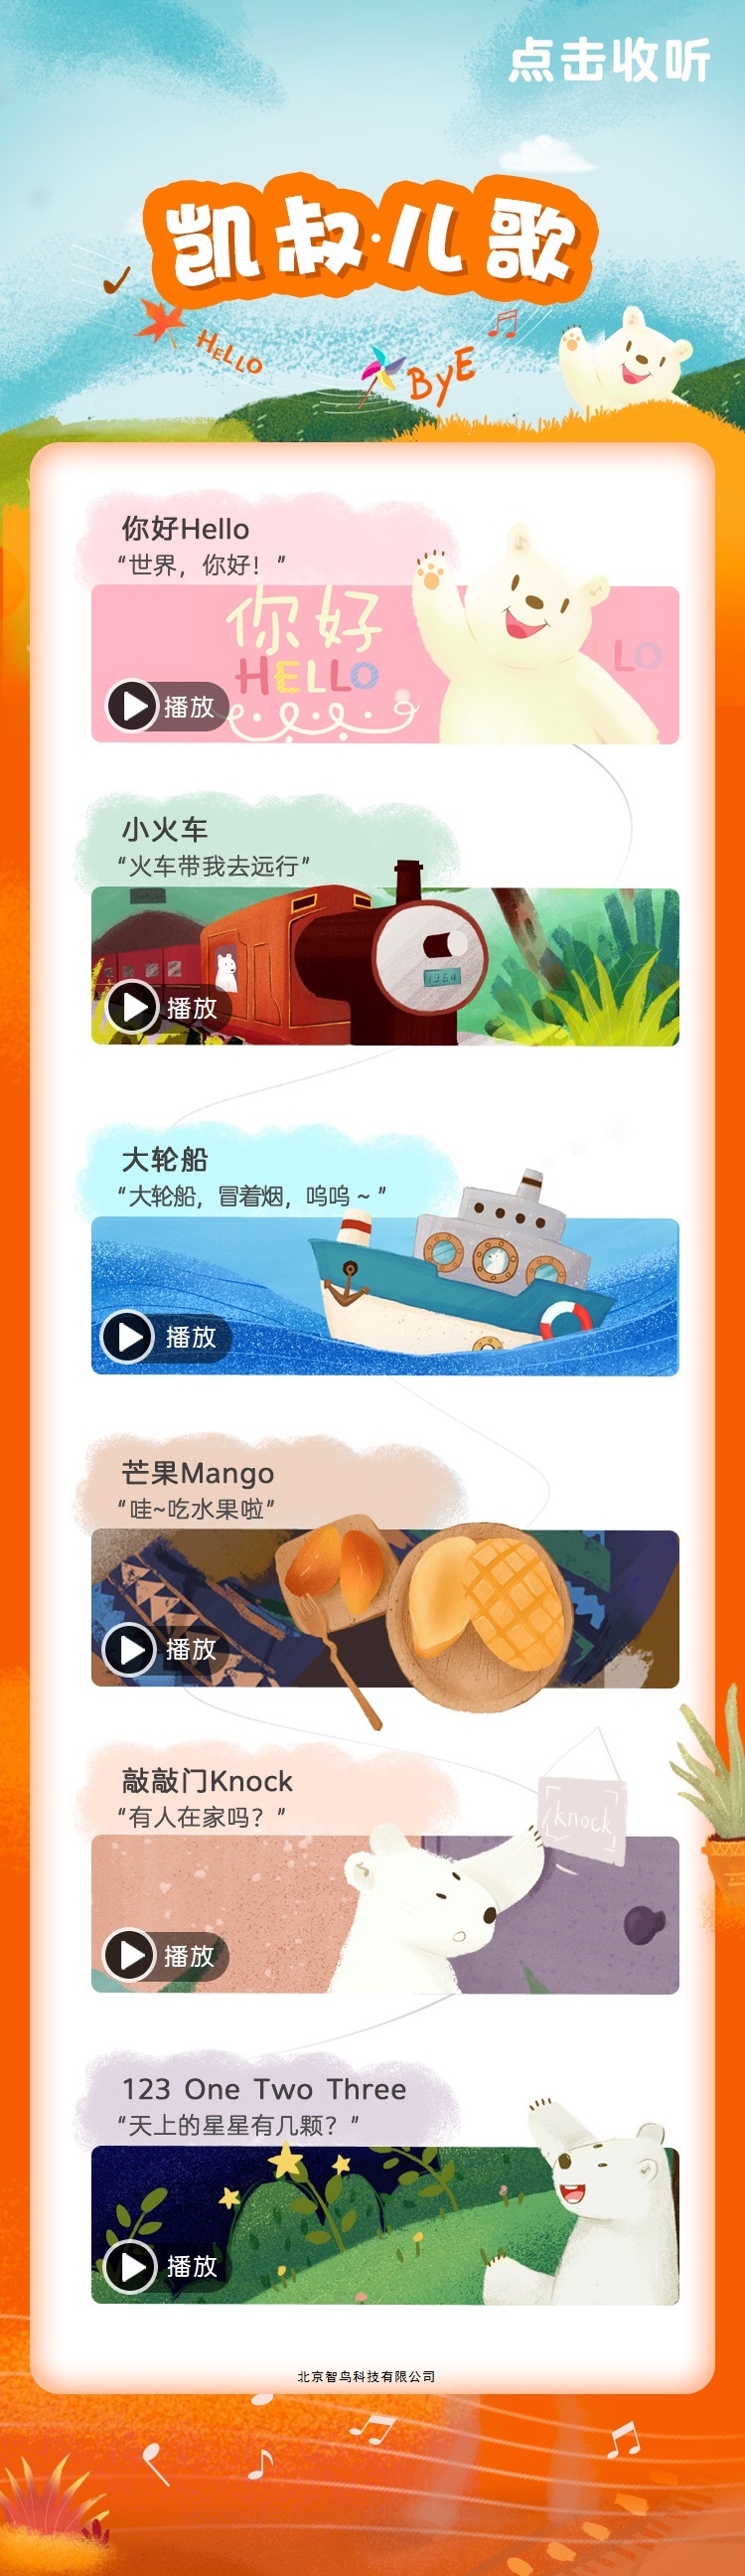 点击收听
凯叔·儿歌
HELLO
ByE
你好Hello
“世界，你好！”
你好
HELLO
LO
播放
小火车
“火车带我去远行”
1364
播放
大轮船
“大轮船，冒着烟，呜呜 ~ ”
播放
芒果Mango
“哇~吃水果啦”
播放
敲敲门Knock
“有人在家吗？”
knock
播放
123 One Two Three
“天上的星星有几颗？”
播放
北京智鸟科技有限公司